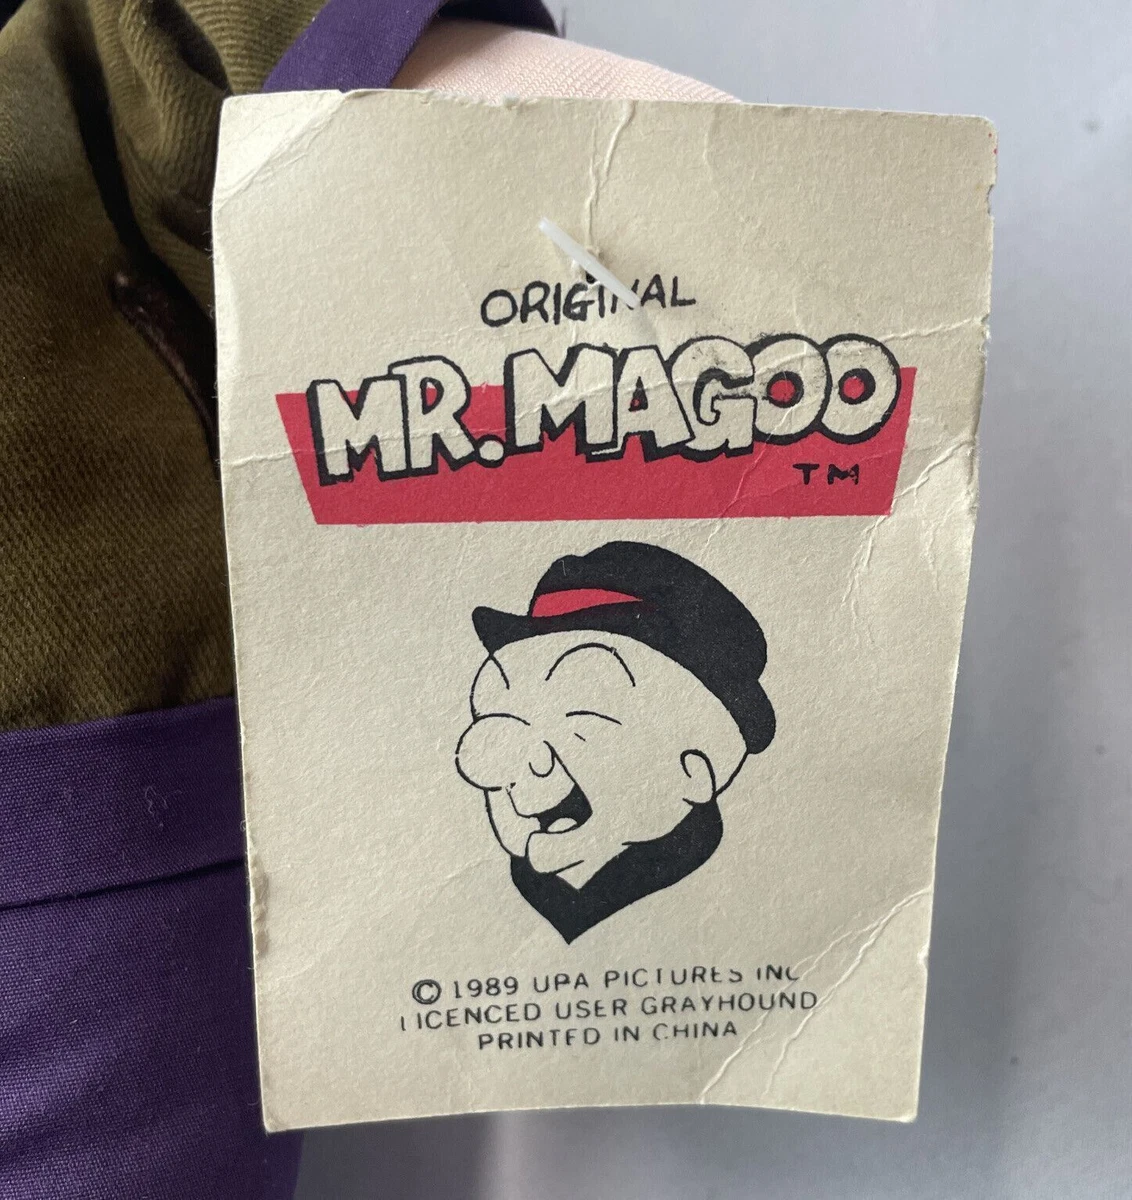 ORIGINAL
MR. MAGOO
TM
© 1989 UPA PICTURES INC
LICENCED USER GRAYHOUND
PRINTED IN CHINA